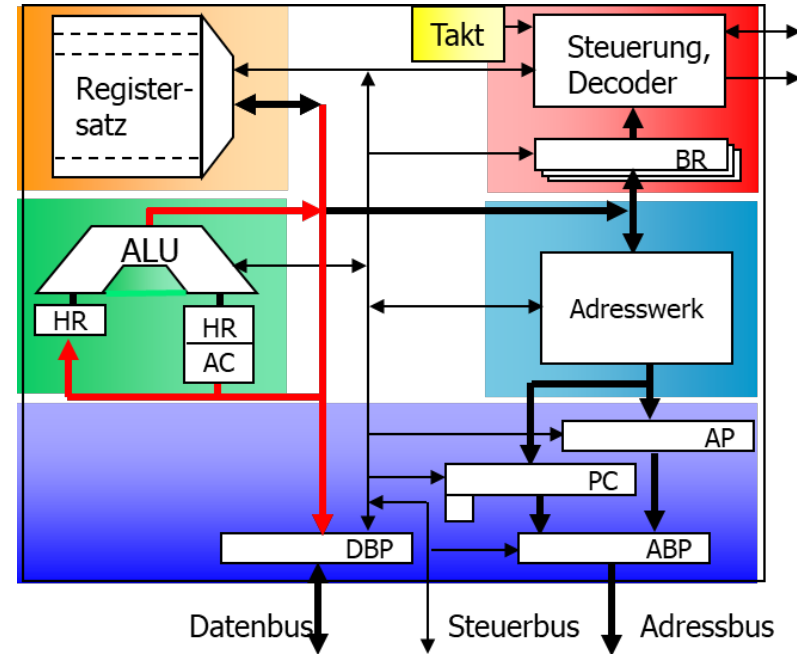 Takt
Steuerung,
Decoder
Register-
satz
BR
ALU
HR
HR
AC
Adresswerk
AP
PC
DBP
ABP
Datenbus
Steuerbus
Adressbus